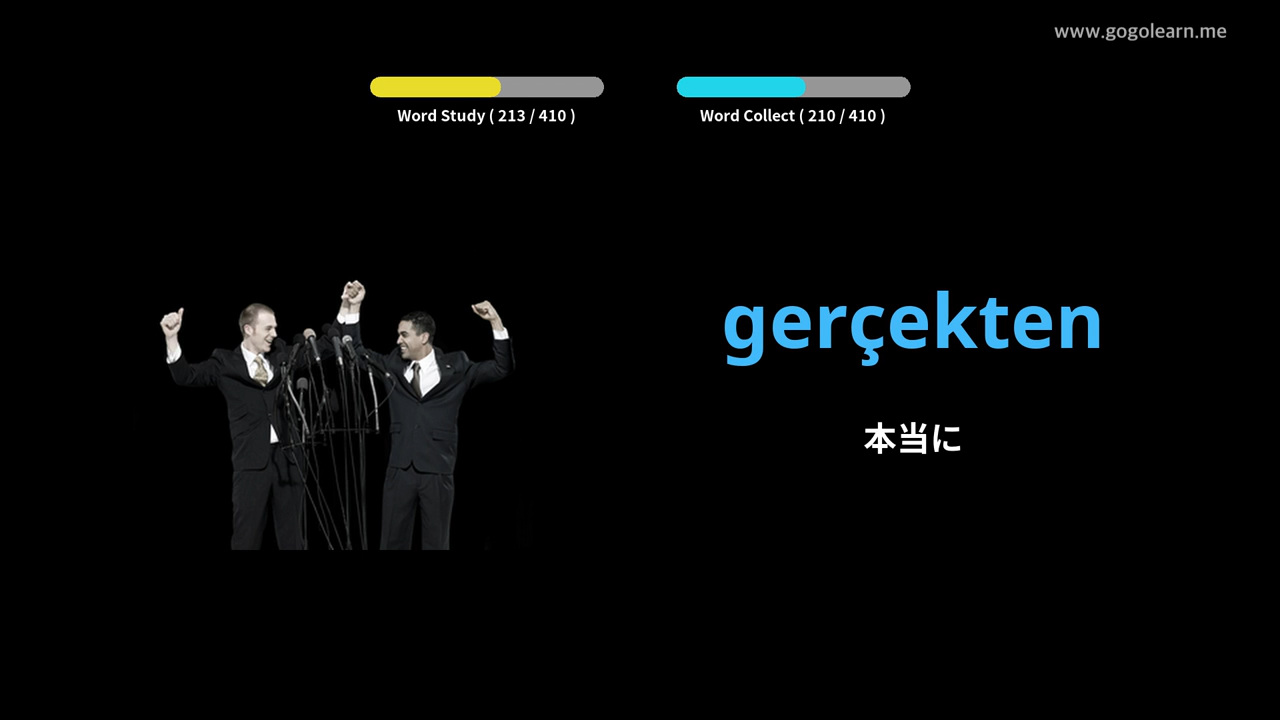 www.gogolearn.me
Word Study ( 213 / 410 )
Word Collect ( 210 / 410 )
gerçekten
本当に